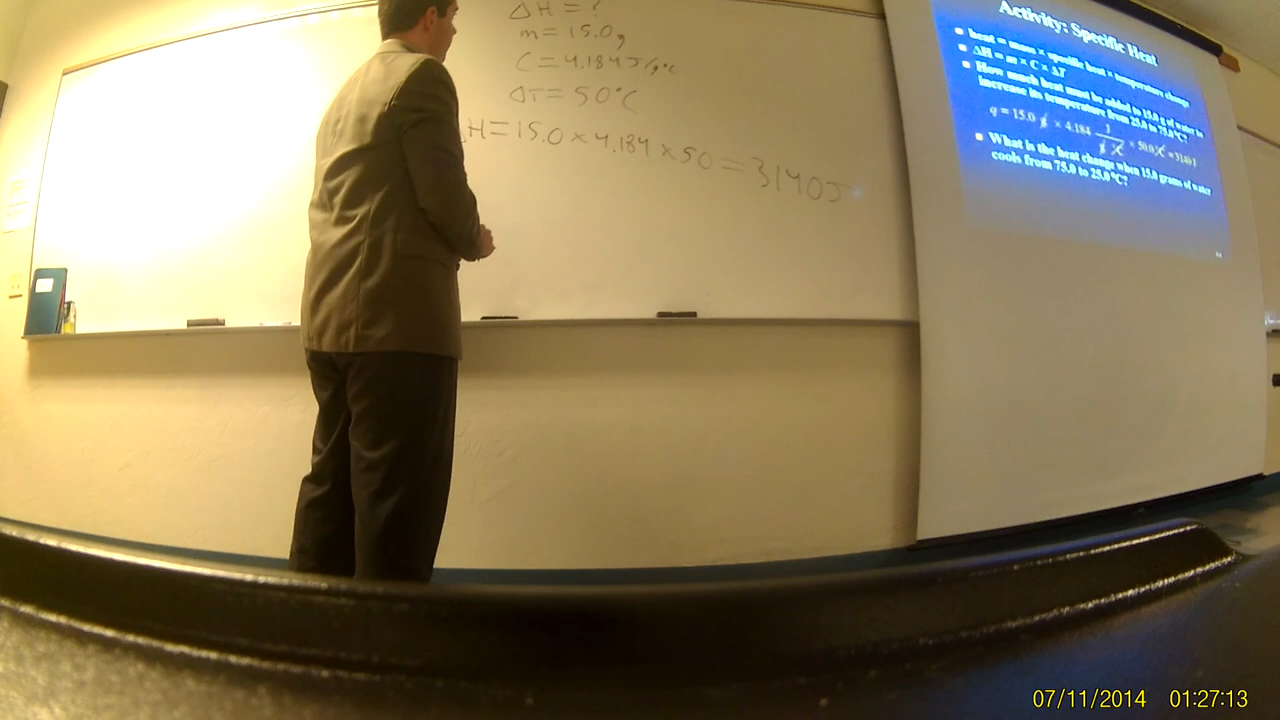 ΔH = ?
m = 15.0g
C = 4.184 J/g°C
ΔT = 50°C
H = 15.0 × 4.184 × 50 = 3140J
Activity: Specific Heat
heat = mass × specific heat × temperature change
ΔH = m × C × ΔT
How much heat must be added to 15.0 g of water to
increase its temperature from 25.0 to 75.0 °C?
q = 15.0 g × 4.184 J / g °C × 50.0 °C = 3140 J
What is the heat change when 15.0 grams of water
cools from 75.0 to 25.0 °C?
07/11/2014 01:27:13